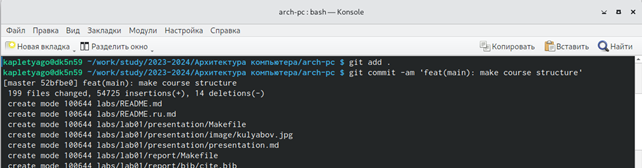 arch-pc : bash — Konsole
Файл Правка Вид Закладки Модули Настройка Справка
Новая вкладка Разделить окно Копировать Вставить Найти
kapletyago@dk5n59 ~/work/study/2023-2024/Архитектура компьютера/arch-pc $ git add .
kapletyago@dk5n59 ~/work/study/2023-2024/Архитектура компьютера/arch-pc $ git commit -am 'feat(main): make course structure'
[master 52bfbe0] feat(main): make course structure
199 files changed, 54725 insertions(+), 14 deletions(-)
create mode 100644 labs/README.md
create mode 100644 labs/README.ru.md
create mode 100644 labs/lab01/presentation/Makefile
create mode 100644 labs/lab01/presentation/image/kulyabov.jpg
create mode 100644 labs/lab01/presentation/presentation.md
create mode 100644 labs/lab01/report/Makefile
create mode 100644 labs/lab01/report/bib/cite.bib